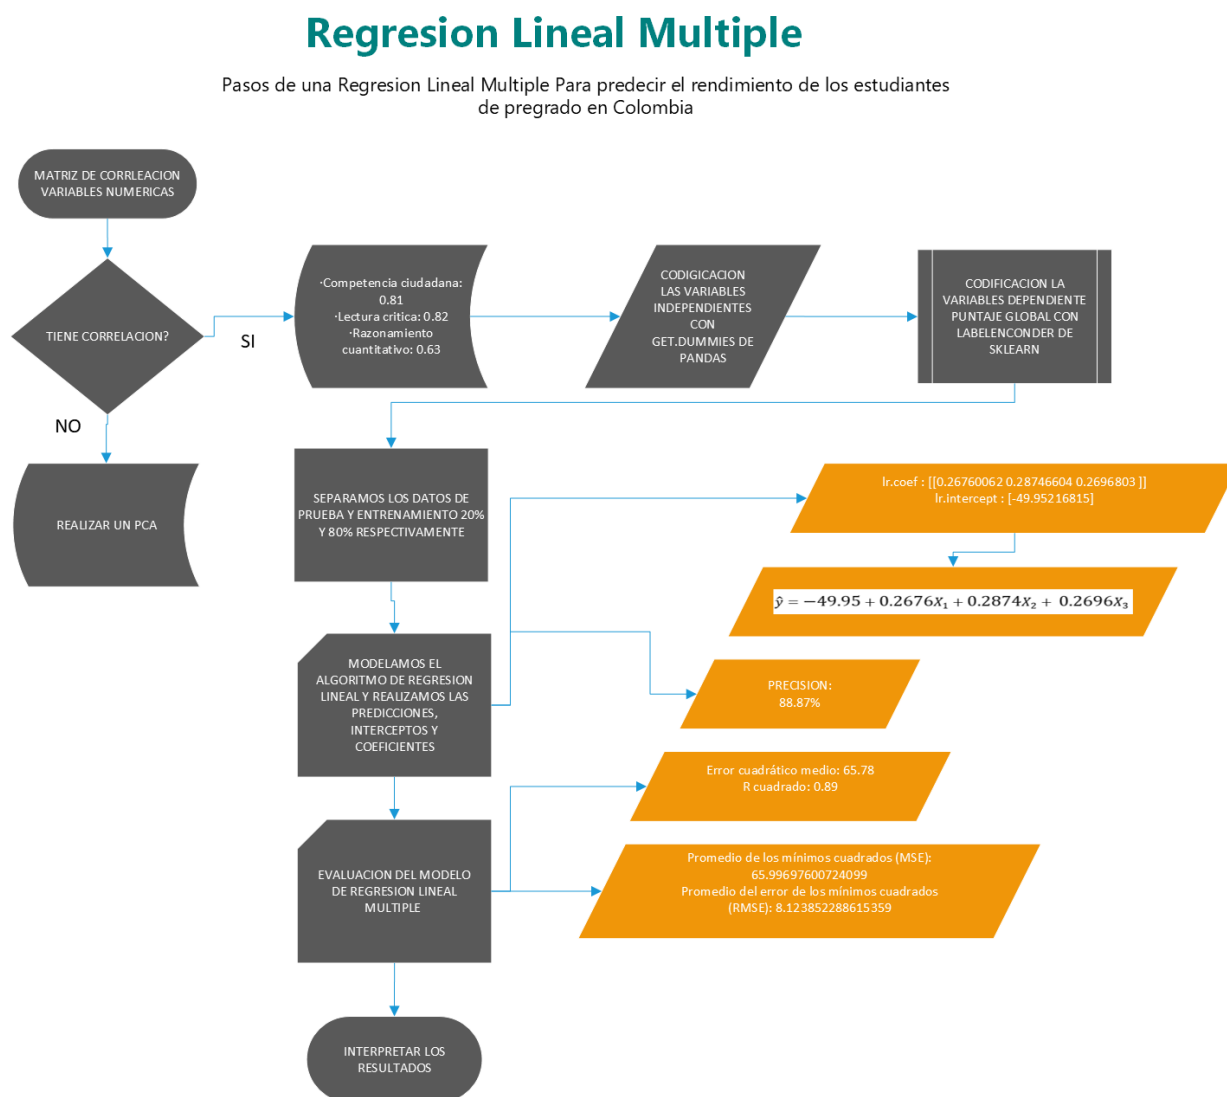 Regresion Lineal Multiple
Pasos de una Regresion Lineal Multiple Para predecir el rendimiento de los estudiantes
de pregrado en Colombia
MATRIZ DE CORRLEACION
VARIABLES NUMERICAS
TIENE CORRELACION?
SI
NO
REALIZAR UN PCA
·Competencia ciudadana:
0.81
·Lectura critica: 0.82
·Razonamiento
cuantitativo: 0.63
CODIGICACION
LAS VARIABLES
INDEPENDIENTES
CON
GET.DUMMIES DE
PANDAS
CODIFICACION LA
VARIABLES DEPENDIENTE
PUNTAJE GLOBAL CON
LABELENCONDER DE
SKLEARN
SEPARAMOS LOS DATOS DE
PRUEBA Y ENTRENAMIENTO 20%
Y 80% RESPECTIVAMENTE
lr.coef : [[0.26760062 0.28746604 0.2696803 ]]
lr.intercept : [-49.95216815]
ŷ = −49.95 + 0.2676X₁ + 0.2874X₂ + 0.2696X₃
MODELAMOS EL
ALGORITMO DE REGRESION
LINEAL Y REALIZAMOS LAS
PREDICCIONES,
INTERCEPTOS Y
COEFICIENTES
PRECISION:
88.87%
Error cuadrático medio: 65.78
R cuadrado: 0.89
EVALUACION DEL MODELO
DE REGRESION LINEAL
MULTIPLE
Promedio de los mínimos cuadrados (MSE):
65.99697600724099
Promedio del error de los mínimos cuadrados
(RMSE): 8.123852288615359
INTERPRETAR LOS
RESULTADOS